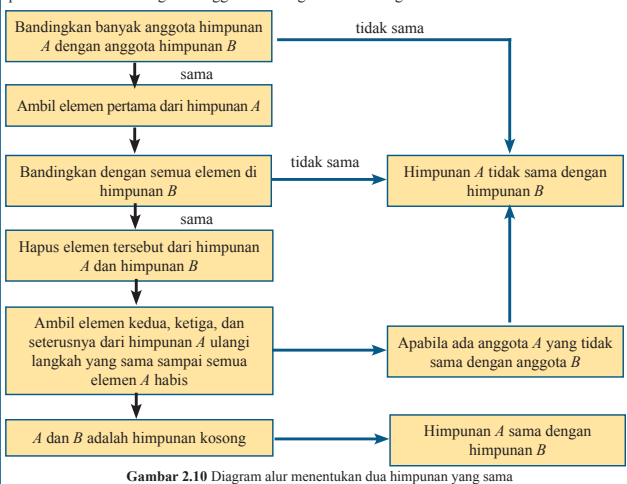 Bandingkan banyak anggota himpunan
A dengan anggota himpunan B
tidak sama
sama
Ambil elemen pertama dari himpunan A
Bandingkan dengan semua elemen di
himpunan B
tidak sama
Himpunan A tidak sama dengan
himpunan B
sama
Hapus elemen tersebut dari himpunan
A dan himpunan B
Ambil elemen kedua, ketiga, dan
seterusnya dari himpunan A ulangi
langkah yang sama sampai semua
elemen A habis
Apabila ada anggota A yang tidak
sama dengan anggota B
A dan B adalah himpunan kosong
Himpunan A sama dengan
himpunan B
Gambar 2.10 Diagram alur menentukan dua himpunan yang sama